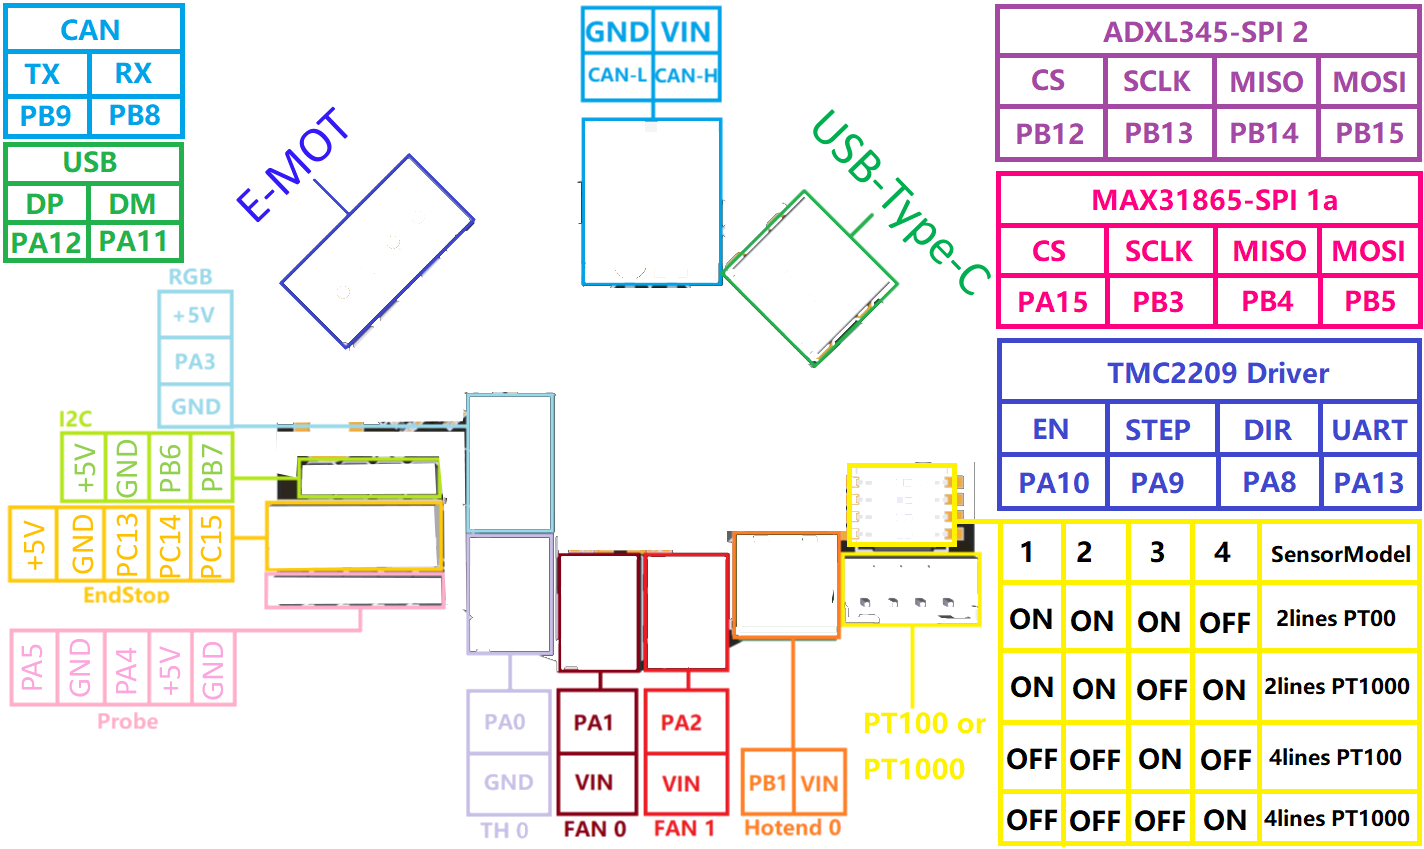 CAN
TX RX
PB9 PB8
USB
DP DM
PA12 PA11
E-MOT
GND VIN
CAN-L CAN-H
USB-Type-C
ADXL345-SPI 2
CS SCLK MISO MOSI
PB12 PB13 PB14 PB15
MAX31865-SPI 1a
CS SCLK MISO MOSI
PA15 PB3 PB4 PB5
TMC2209 Driver
EN STEP DIR UART
PA10 PA9 PA8 PA13
RGB
+5V
PA3
GND
I2C
+5V GND PB6 PB7
+5V GND PC13 PC14 PC15
EndStop
PA5 GND PA4 +5V GND
Probe
PA0
GND
TH 0
PA1
VIN
FAN 0
PA2
VIN
FAN 1
PB1 VIN
Hotend 0
PT100 or
PT1000
1 2 3 4 SensorModel
ON ON ON OFF 2lines PT00
ON ON OFF ON 2lines PT1000
OFF OFF ON OFF 4lines PT100
OFF OFF OFF ON 4lines PT1000